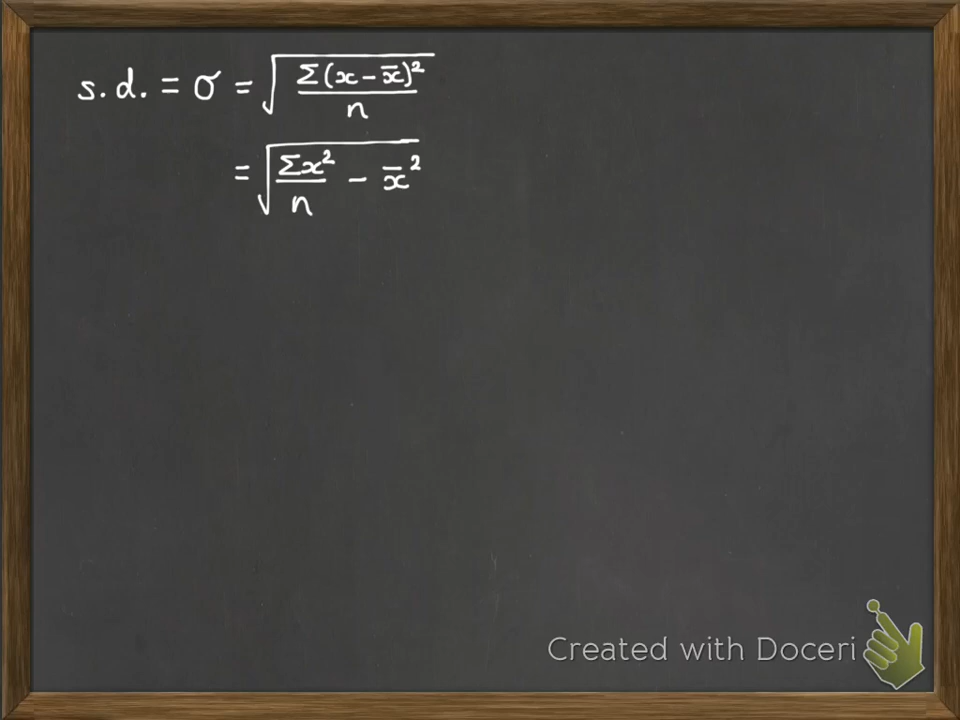 s.d. = σ = √(Σ(x − x̄)² / n)
= √(Σx² / n − x̄²)
Created with Doceri